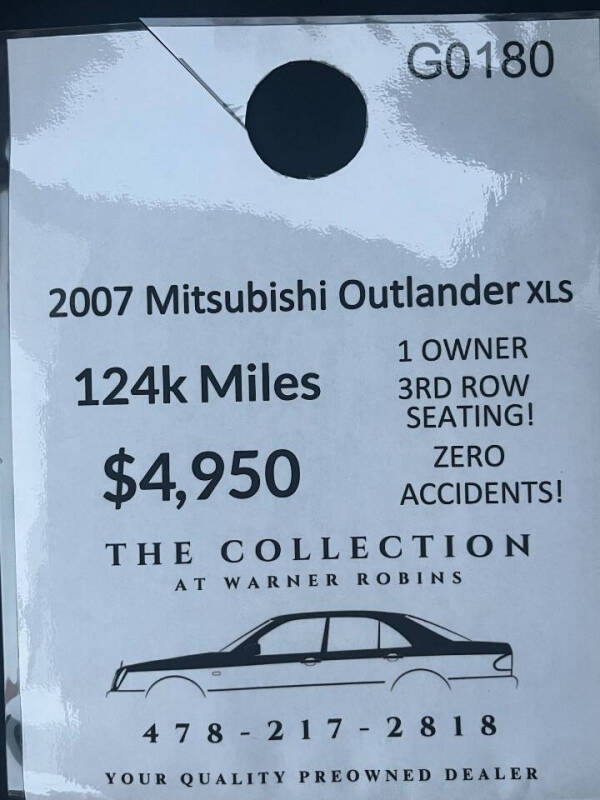 G0180
2007 Mitsubishi Outlander XLS
124k Miles
$4,950
1 OWNER
3RD ROW
SEATING!
ZERO
ACCIDENTS!
THE COLLECTION
AT WARNER ROBINS
478-217-2818
YOUR QUALITY PREOWNED DEALER